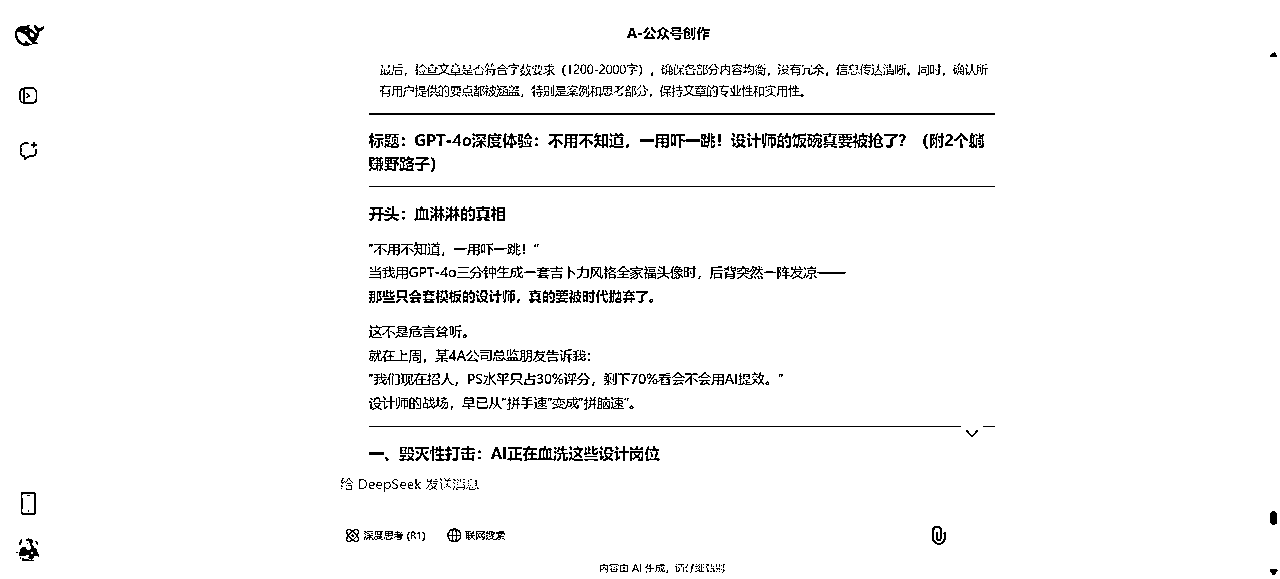 A-公众号创作
最后，检查文章是否符合字数要求（1200-2000字），确保各部分内容均衡，没有冗余，信息传达清晰。同时，确认所
有用户提供的要点都被涵盖，特别是案例和思考部分，保持文章的专业性和实用性。
标题：GPT-4o深度体验：不用不知道，一用吓一跳！设计师的饭碗真要被抢了？（附2个躺
赚野路子）
开头：血淋淋的真相
"不用不知道，一用吓一跳！"
当我用GPT-4o三分钟生成一套吉卜力风格全家福头像时，后背突然一阵发凉——
那些只会套模板的设计师，真的要被时代抛弃了。
这不是危言耸听。
就在上周，某4A公司总监朋友告诉我：
"我们现在招人，PS水平只占30%评分，剩下70%看会不会用AI提效。"
设计师的战场，早已从"拼手速"变成"拼脑速"。
一、毁灭性打击：AI正在血洗这些设计岗位
给 DeepSeek 发送消息
深度思考 (R1)
联网搜索
内容由 AI 生成，请仔细甄别